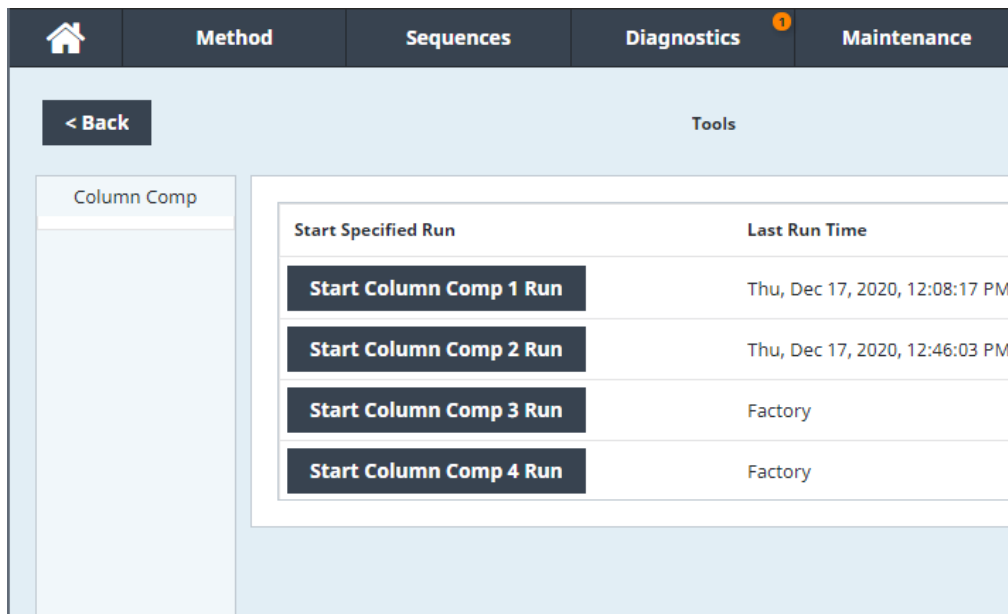 Method Sequences Diagnostics 1 Maintenance
< Back Tools
Column Comp
Start Specified Run Last Run Time
Start Column Comp 1 Run Thu, Dec 17, 2020, 12:08:17 PM
Start Column Comp 2 Run Thu, Dec 17, 2020, 12:46:03 PM
Start Column Comp 3 Run Factory
Start Column Comp 4 Run Factory